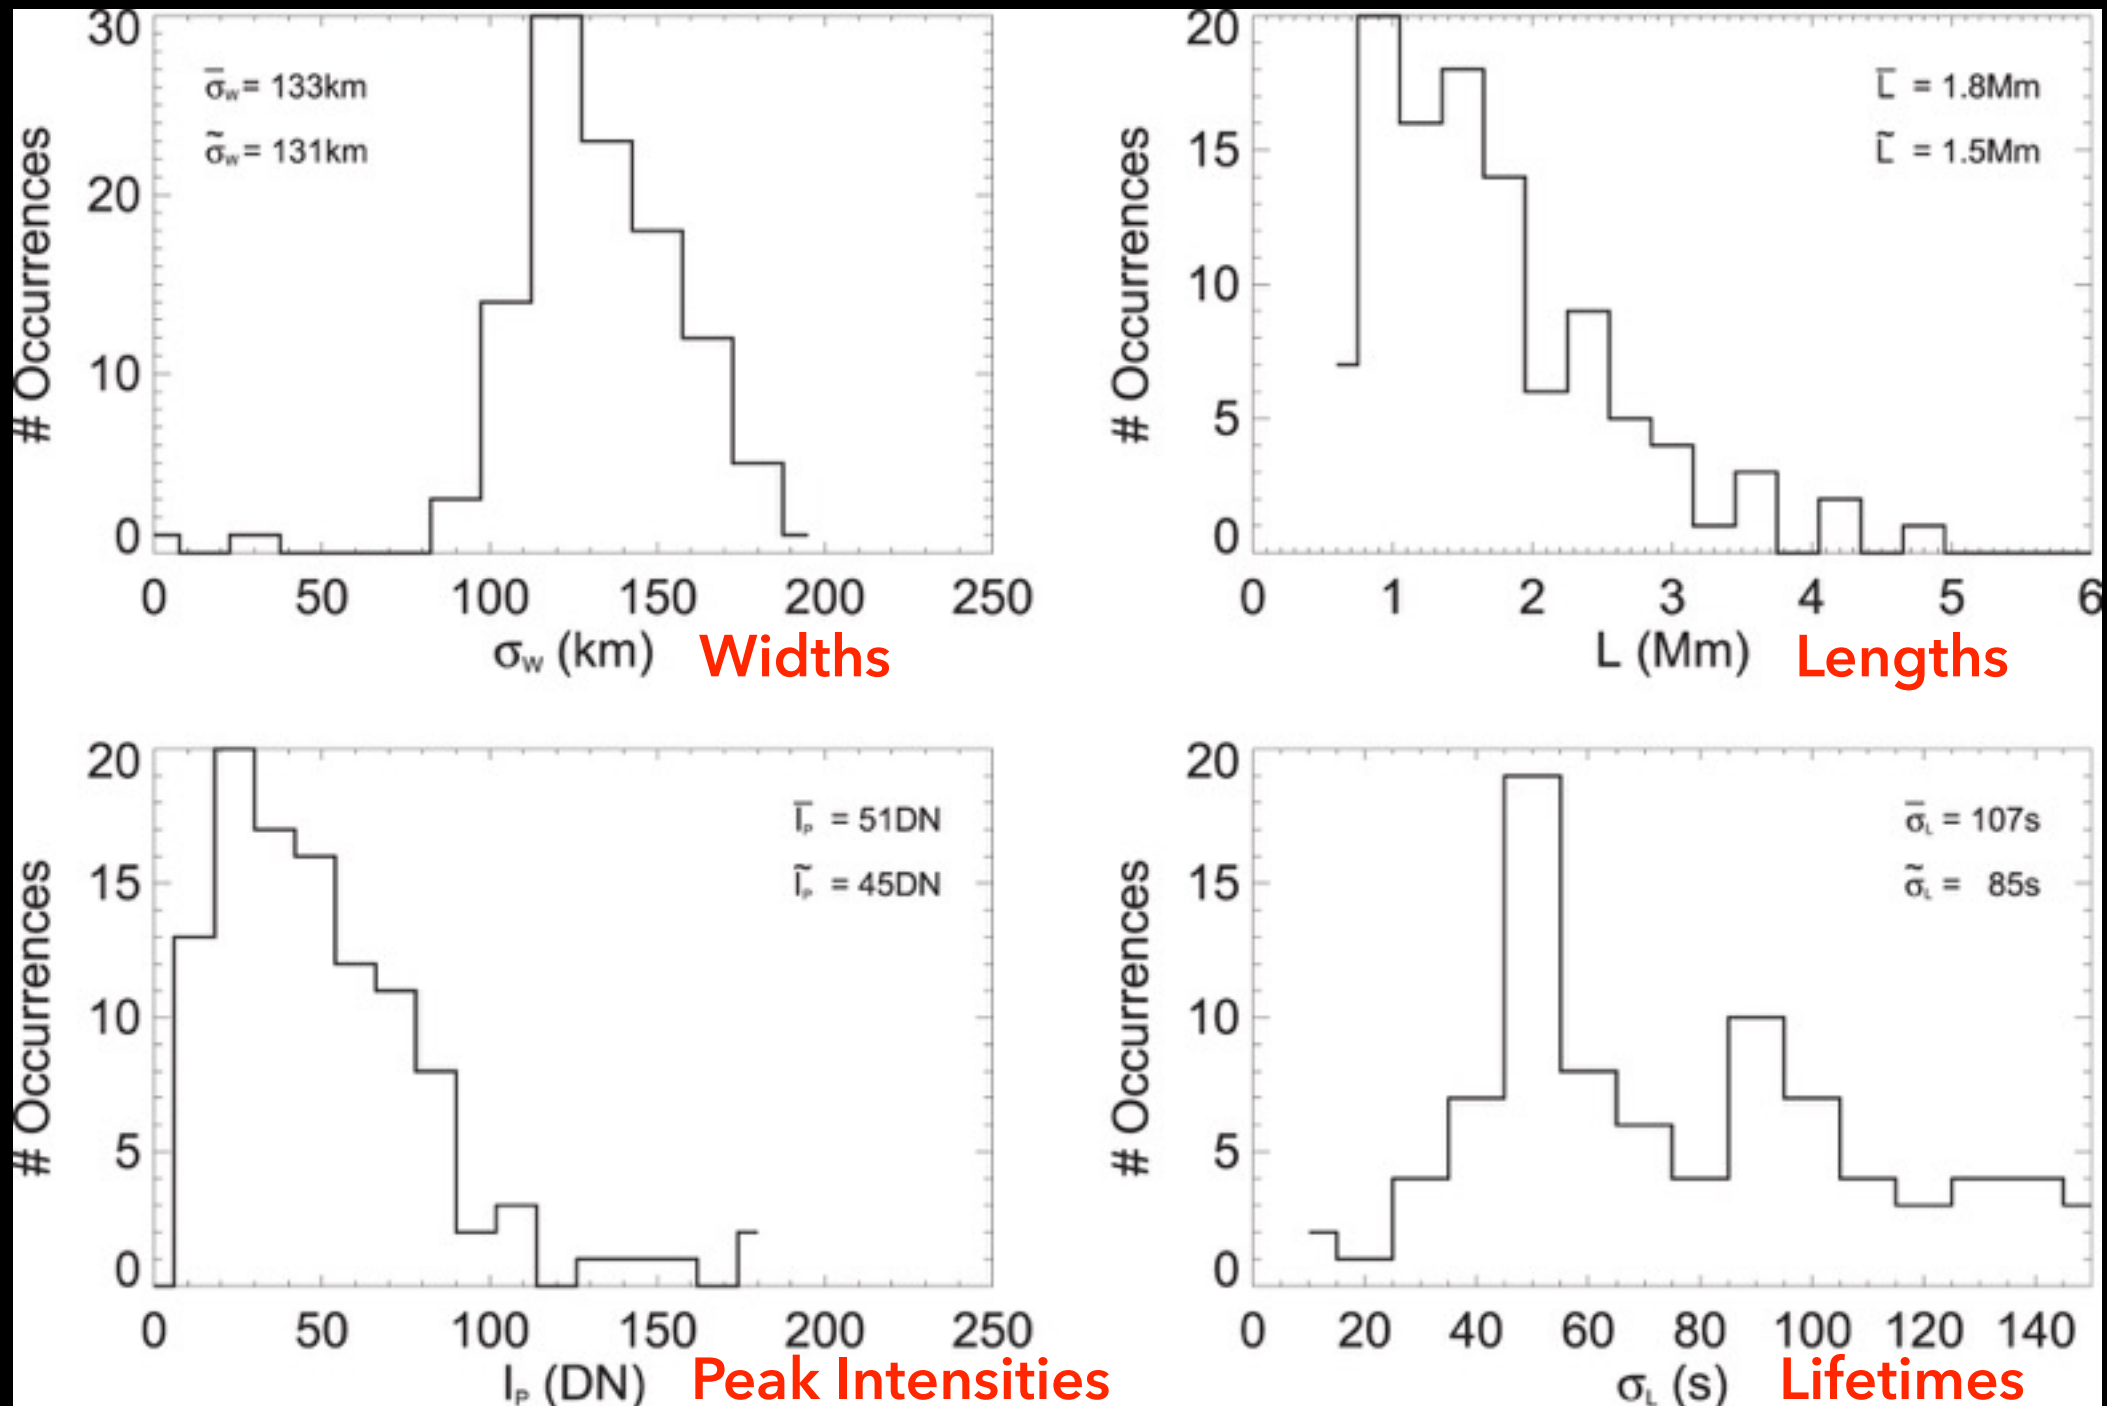 30
20
10
0
# Occurrences
σ̄w= 133km
σ̃w= 131km
0 50 100 150 200 250
σw (km) Widths
20
15
10
5
0
# Occurrences
L̄ = 1.8Mm
L̃ = 1.5Mm
0 1 2 3 4 5 6
L (Mm) Lengths
20
15
10
5
0
# Occurrences
ĪP = 51DN
ĨP = 45DN
0 50 100 150 200 250
IP (DN) Peak Intensities
20
15
10
5
0
# Occurrences
σ̄L = 107s
σ̃L = 85s
0 20 40 60 80 100 120 140
σL (s) Lifetimes